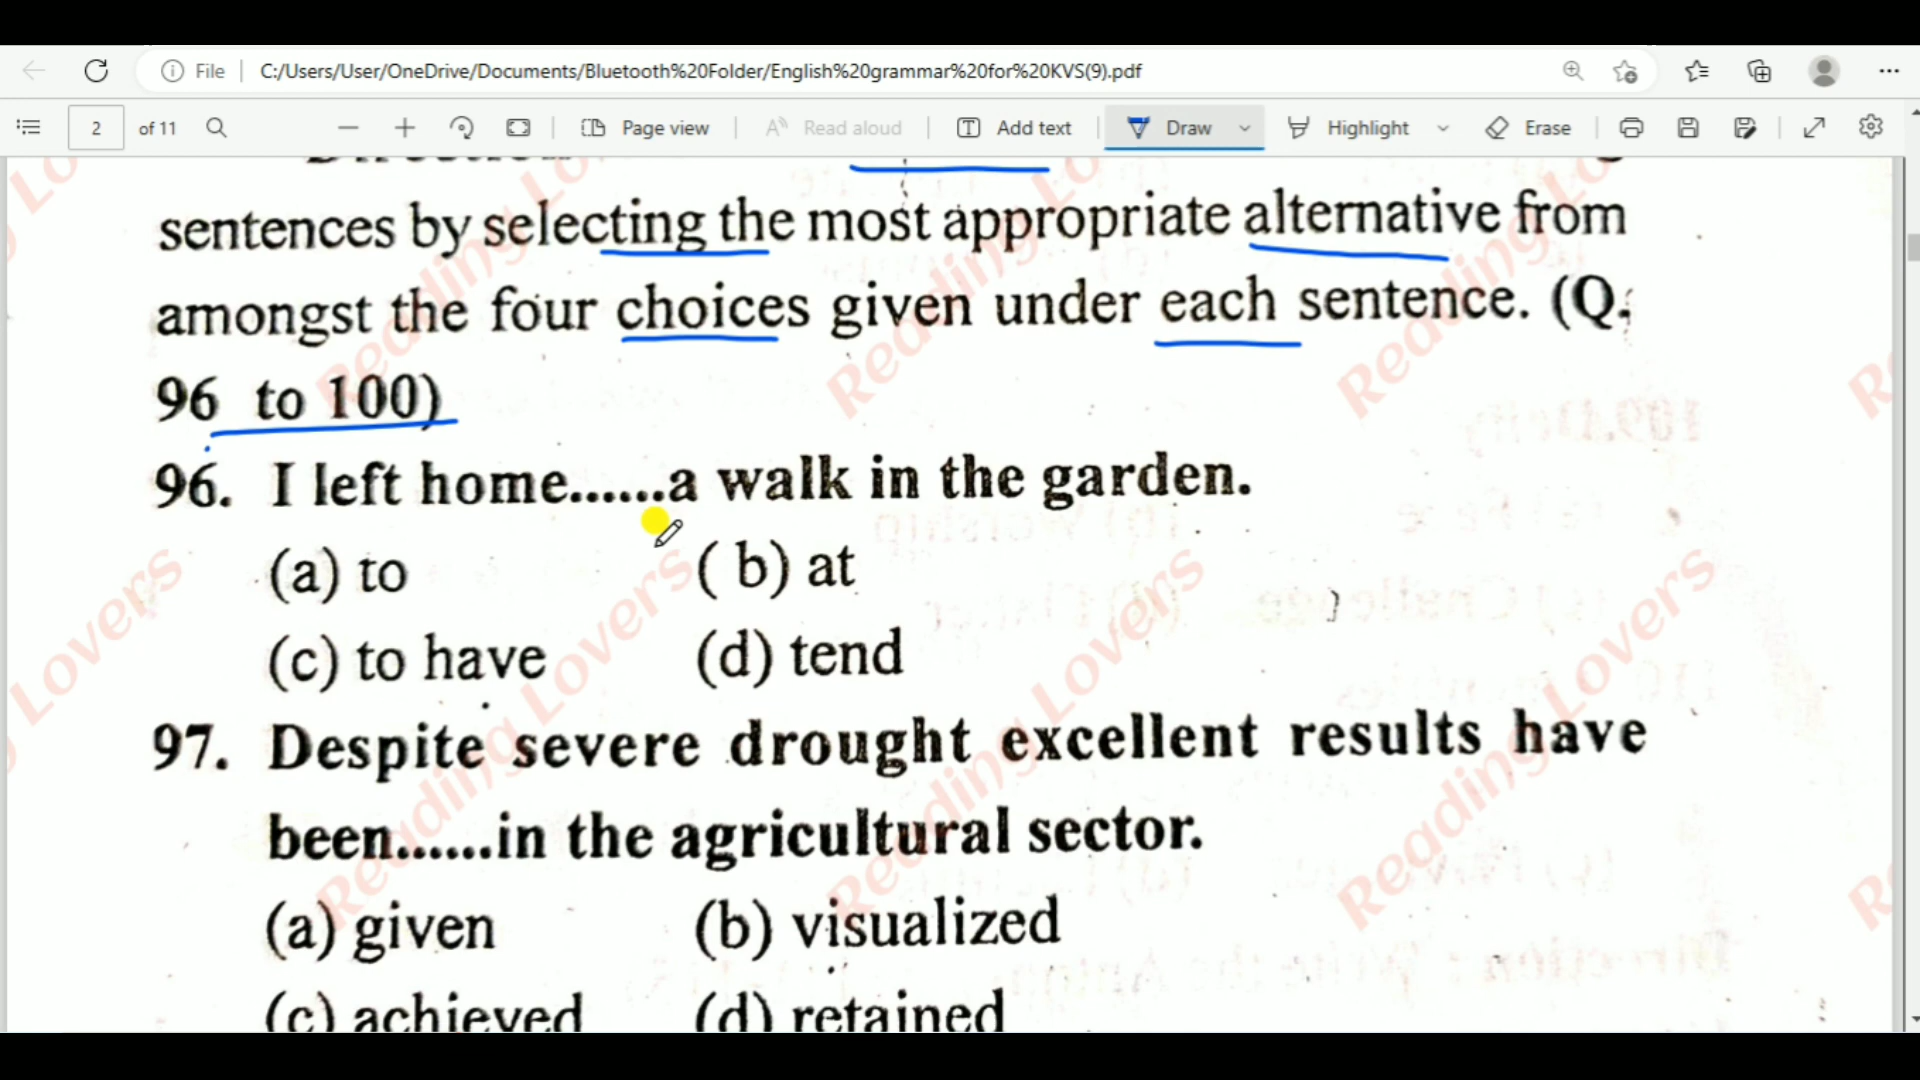 File C:/Users/User/OneDrive/Documents/Bluetooth%20Folder/English%20grammar%20for%20KVS(9).pdf
2 of 11 Page view Read aloud Add text Draw Highlight Erase
sentences by selecting the most appropriate alternative from
amongst the four choices given under each sentence. (Q.
96 to 100)
96. I left home......a walk in the garden.
(a) to (b) at
(c) to have (d) tend
97. Despite severe drought excellent results have
been......in the agricultural sector.
(a) given (b) visualized
(c) achieved (d) retained
Reading Lovers